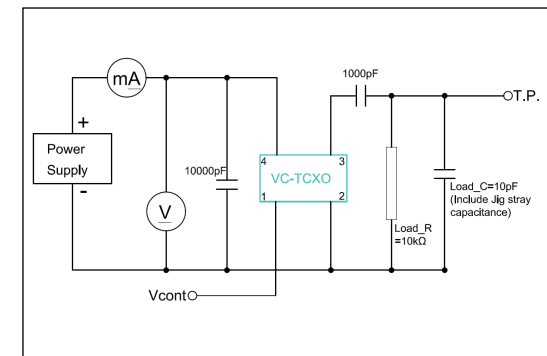 1000pF
mA
T.P.
+
Power
Supply
-
10000pF
4
3
VC-TCXO
1
2
V
Load_C=10pF
(Include Jig stray
capacitance)
Load_R
=10kΩ
Vcont